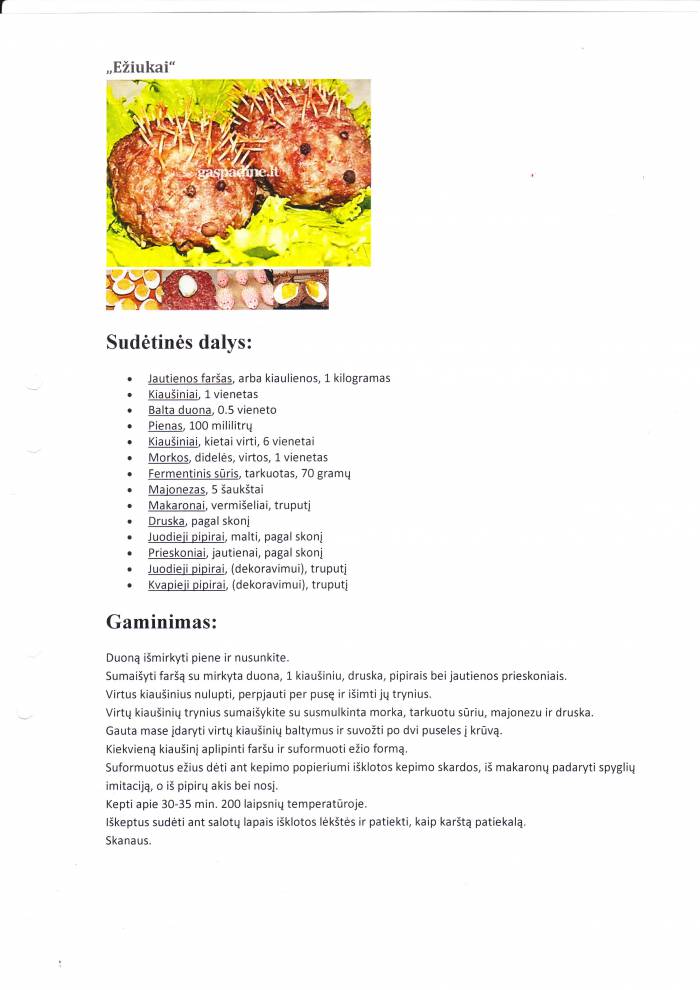 „Ežiukai“
gaspadine.lt
Sudėtinės dalys:
Jautienos faršas, arba kiaulienos, 1 kilogramas
Kiaušiniai, 1 vienetas
Balta duona, 0.5 vieneto
Pienas, 100 mililitrų
Kiaušiniai, kietai virti, 6 vienetai
Morkos, didelės, virtos, 1 vienetas
Fermentinis sūris, tarkuotas, 70 gramų
Majonezas, 5 šaukštai
Makaronai, vermišeliai, truputį
Druska, pagal skonį
Juodieji pipirai, malti, pagal skonį
Prieskoniai, jautienai, pagal skonį
Juodieji pipirai, (dekoravimui), truputį
Kvapieji pipirai, (dekoravimui), truputį
Gaminimas:
Duoną išmirkyti piene ir nusunkite.
Sumaišyti faršą su mirkyta duona, 1 kiaušiniu, druska, pipirais bei jautienos prieskoniais.
Virtus kiaušinius nulupti, perpjauti per pusę ir išimti jų trynius.
Virtų kiaušinių trynius sumaišykite su susmulkinta morka, tarkuotu sūriu, majonezu ir druska.
Gauta mase įdaryti virtų kiaušinių baltymus ir suvožti po dvi puseles į krūvą.
Kiekvieną kiaušinį aplipinti faršu ir suformuoti ežio formą.
Suformuotus ežius dėti ant kepimo popieriumi išklotos kepimo skardos, iš makaronų padaryti spyglių
imitaciją, o iš pipirų akis bei nosį.
Kepti apie 30-35 min. 200 laipsnių temperatūroje.
Iškeptus sudėti ant salotų lapais išklotos lėkštės ir patiekti, kaip karštą patiekalą.
Skanaus.